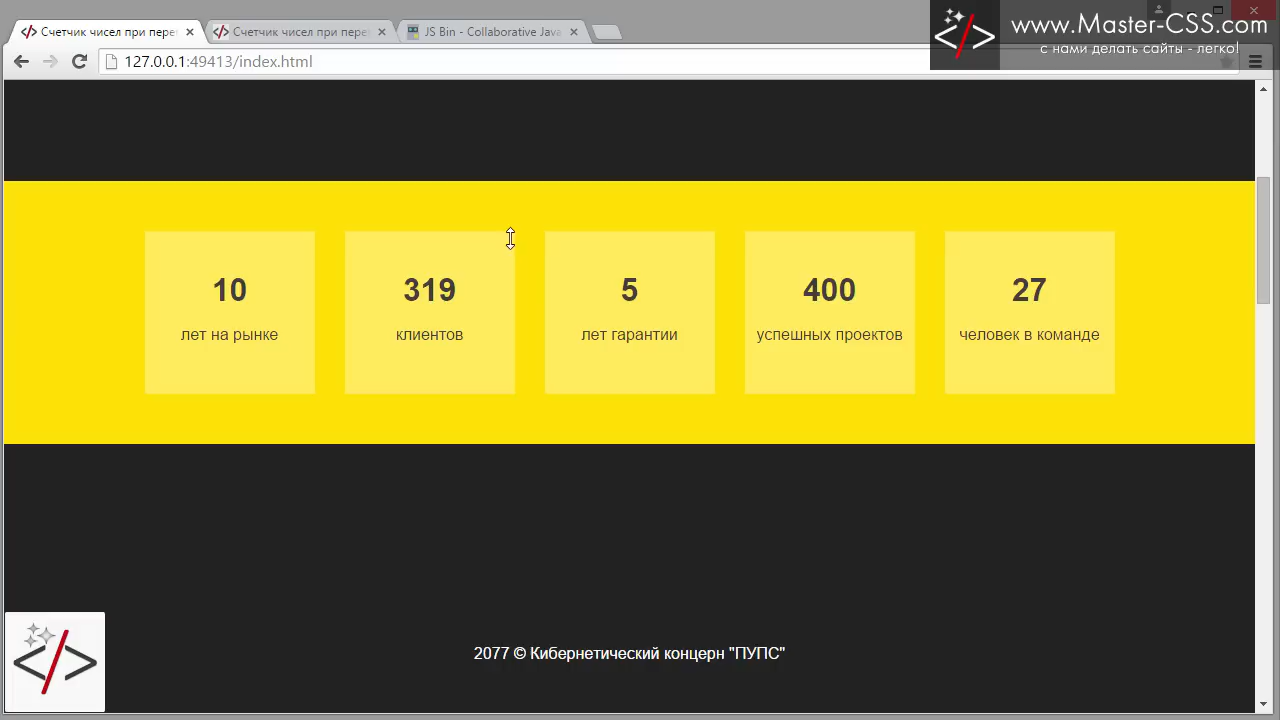 Счетчик чисел при пере
Счетчик чисел при пере
JS Bin - Collaborative Java
www.Master-CSS.com
с нами делать сайты - легко!
127.0.0.1:49413/index.html
10
319
5
400
27
лет на рынке
клиентов
лет гарантии
успешных проектов
человек в команде
2077 © Кибернетический концерн "ПУПС"